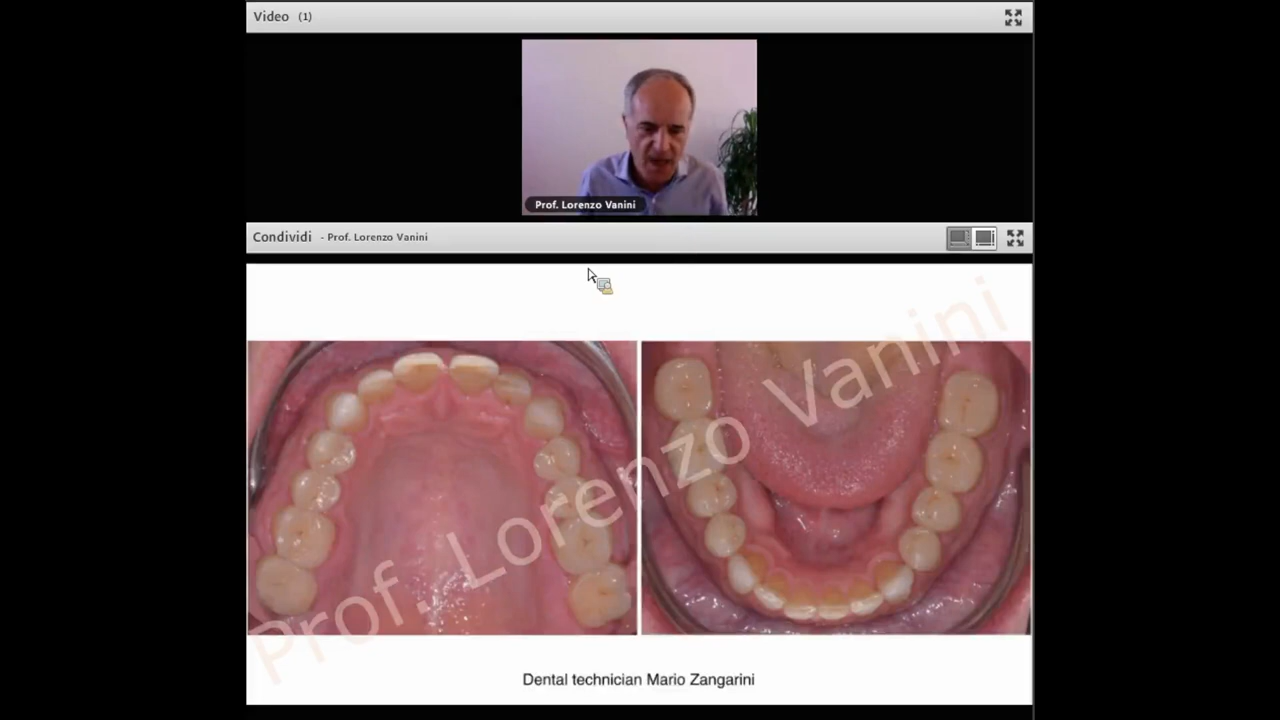 Video (1)
Prof. Lorenzo Vanini
Condividi - Prof. Lorenzo Vanini
Prof. Lorenzo Vanini
Dental technician Mario Zangarini